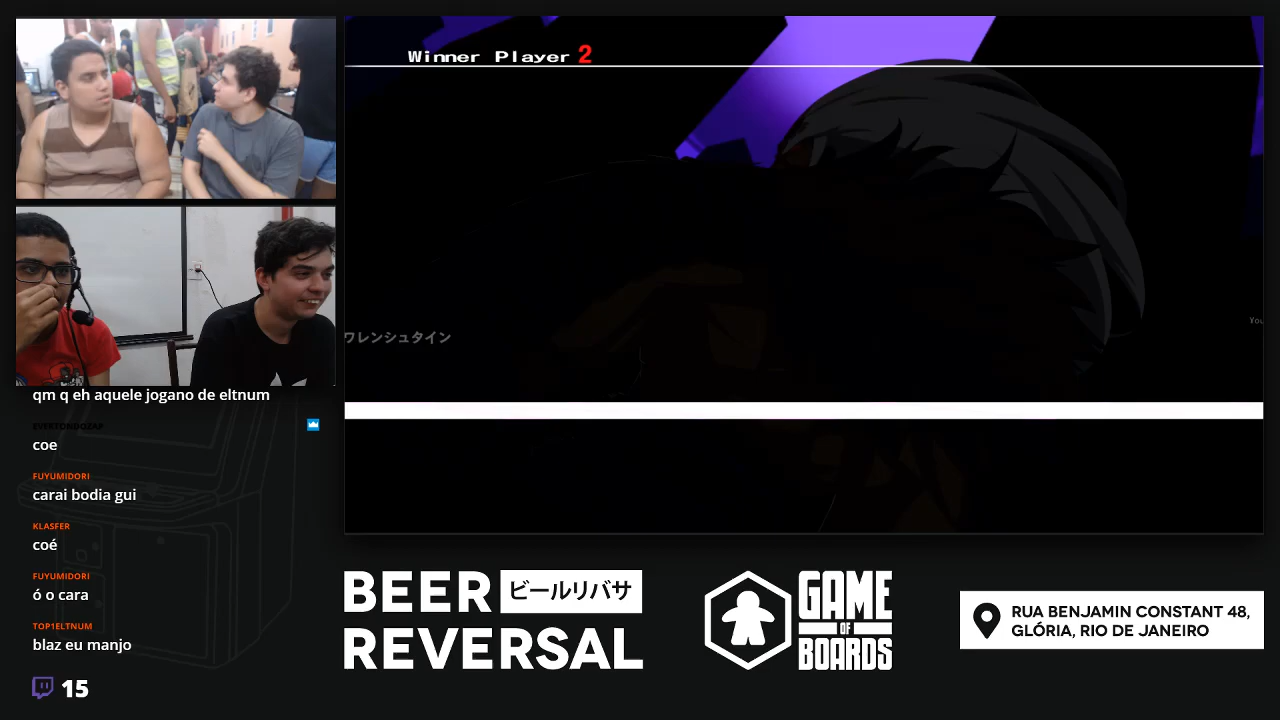 Winner Player 2
ワレンシュタイン
You
qm q eh aquele jogano de eltnum
EVERTONDOZAP
coe
FUYUMIDORI
carai bodia gui
KLASFER
coé
FUYUMIDORI
ó o cara
TOP1ELTNUM
blaz eu manjo
15
BEER ビールリバサ
REVERSAL
GAME
OF
BOARDS
RUA BENJAMIN CONSTANT 48,
GLÓRIA, RIO DE JANEIRO